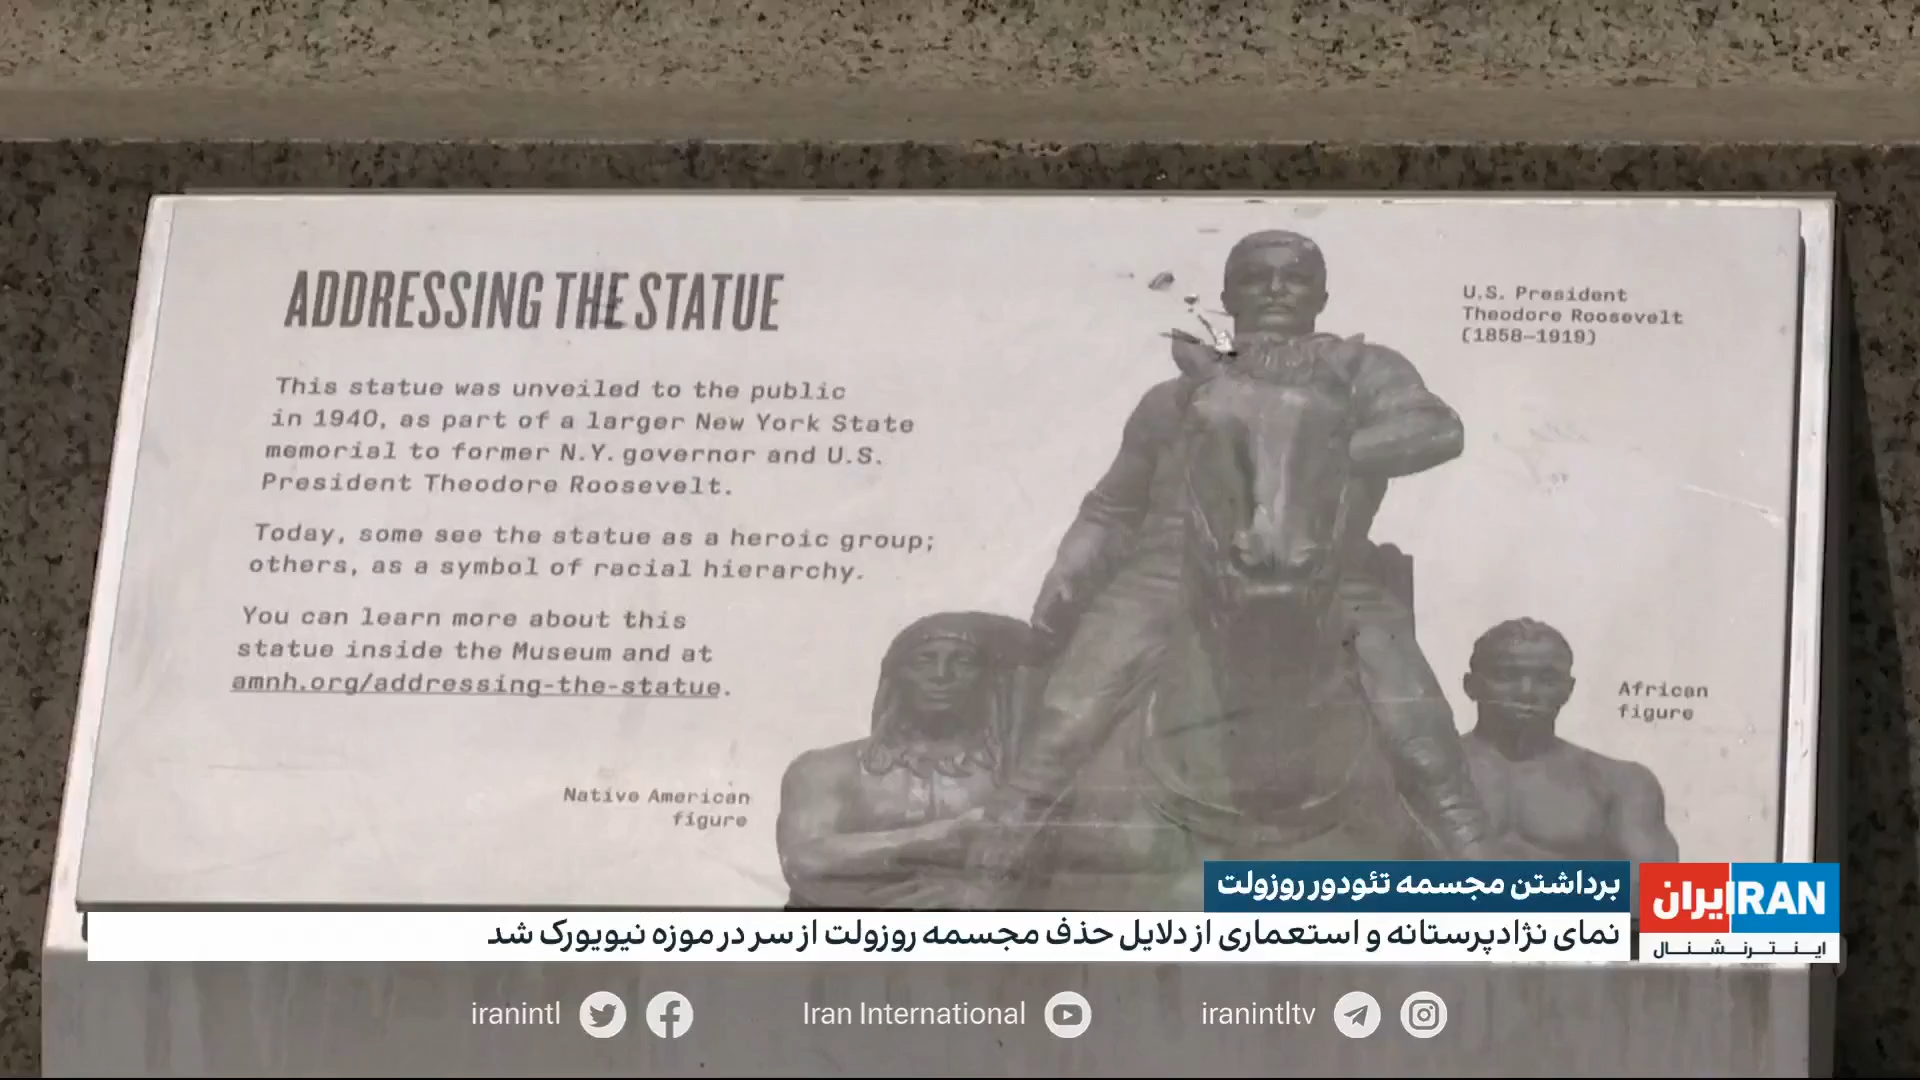 ADDRESSING THE STATUE
This statue was unveiled to the public
in 1940, as part of a larger New York State
memorial to former N.Y. governor and U.S.
President Theodore Roosevelt.
Today, some see the statue as a heroic group;
others, as a symbol of racial hierarchy.
You can learn more about this
statue inside the Museum and at
amnh.org/addressing-the-statue.
U.S. President
Theodore Roosevelt
(1858–1919)
African
figure
Native American
figure
برداشتن مجسمه تئودور روزولت
نمای نژادپرستانه و استعماری از دلایل حذف مجسمه روزولت از سر در موزه نیویورک شد
ایران IRAN
اینترنشنال
iranintl
Iran International
iranintltv